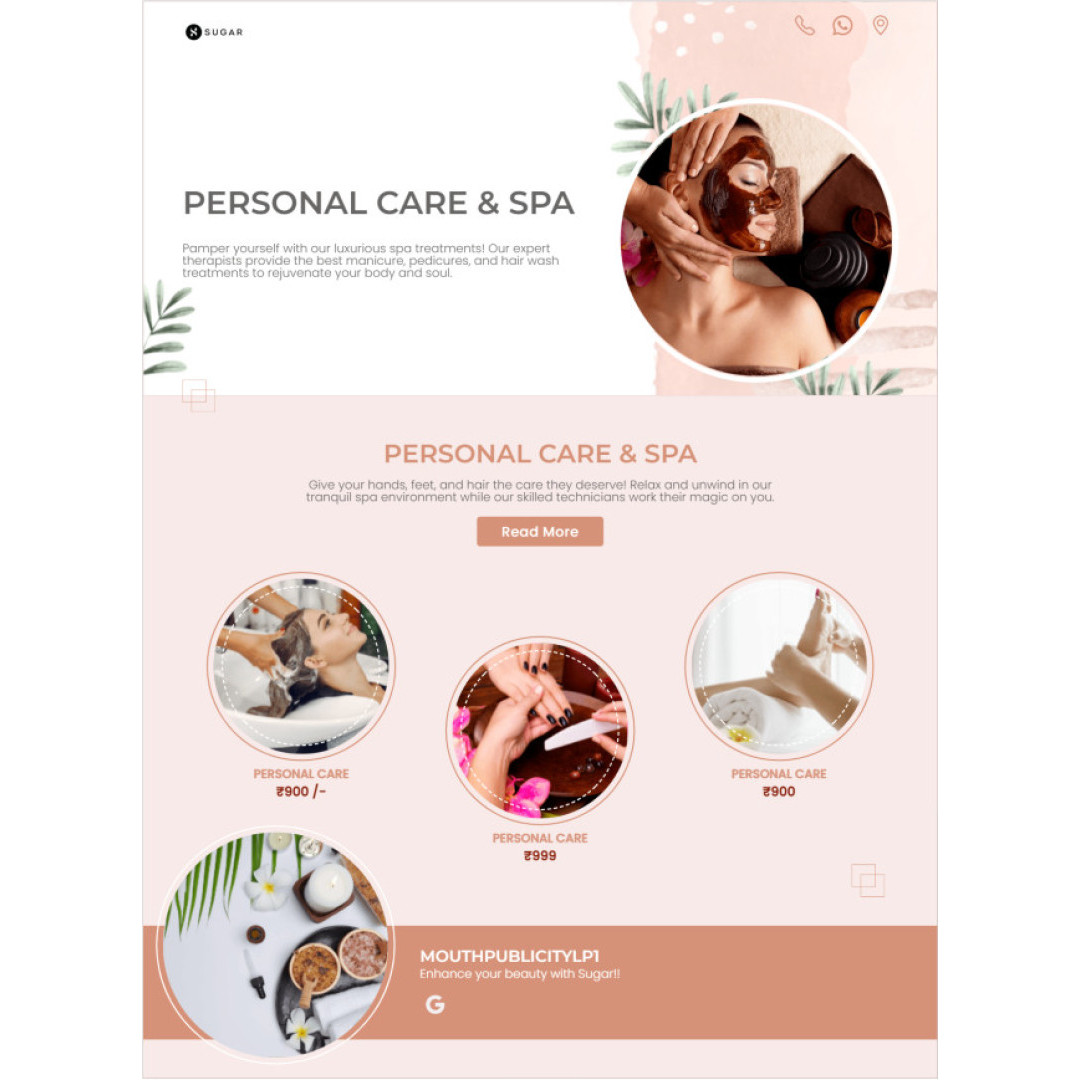 SUGAR
PERSONAL CARE & SPA
Pamper yourself with our luxurious spa treatments! Our expert
therapists provide the best manicure, pedicures, and hair wash
treatments to rejuvenate your body and soul.
PERSONAL CARE & SPA
Give your hands, feet, and hair the care they deserve! Relax and unwind in our
tranquil spa environment while our skilled technicians work their magic on you.
Read More
PERSONAL CARE
₹900 /-
PERSONAL CARE
₹999
PERSONAL CARE
₹900
MOUTHPUBLICITYLP1
Enhance your beauty with Sugar!!
G